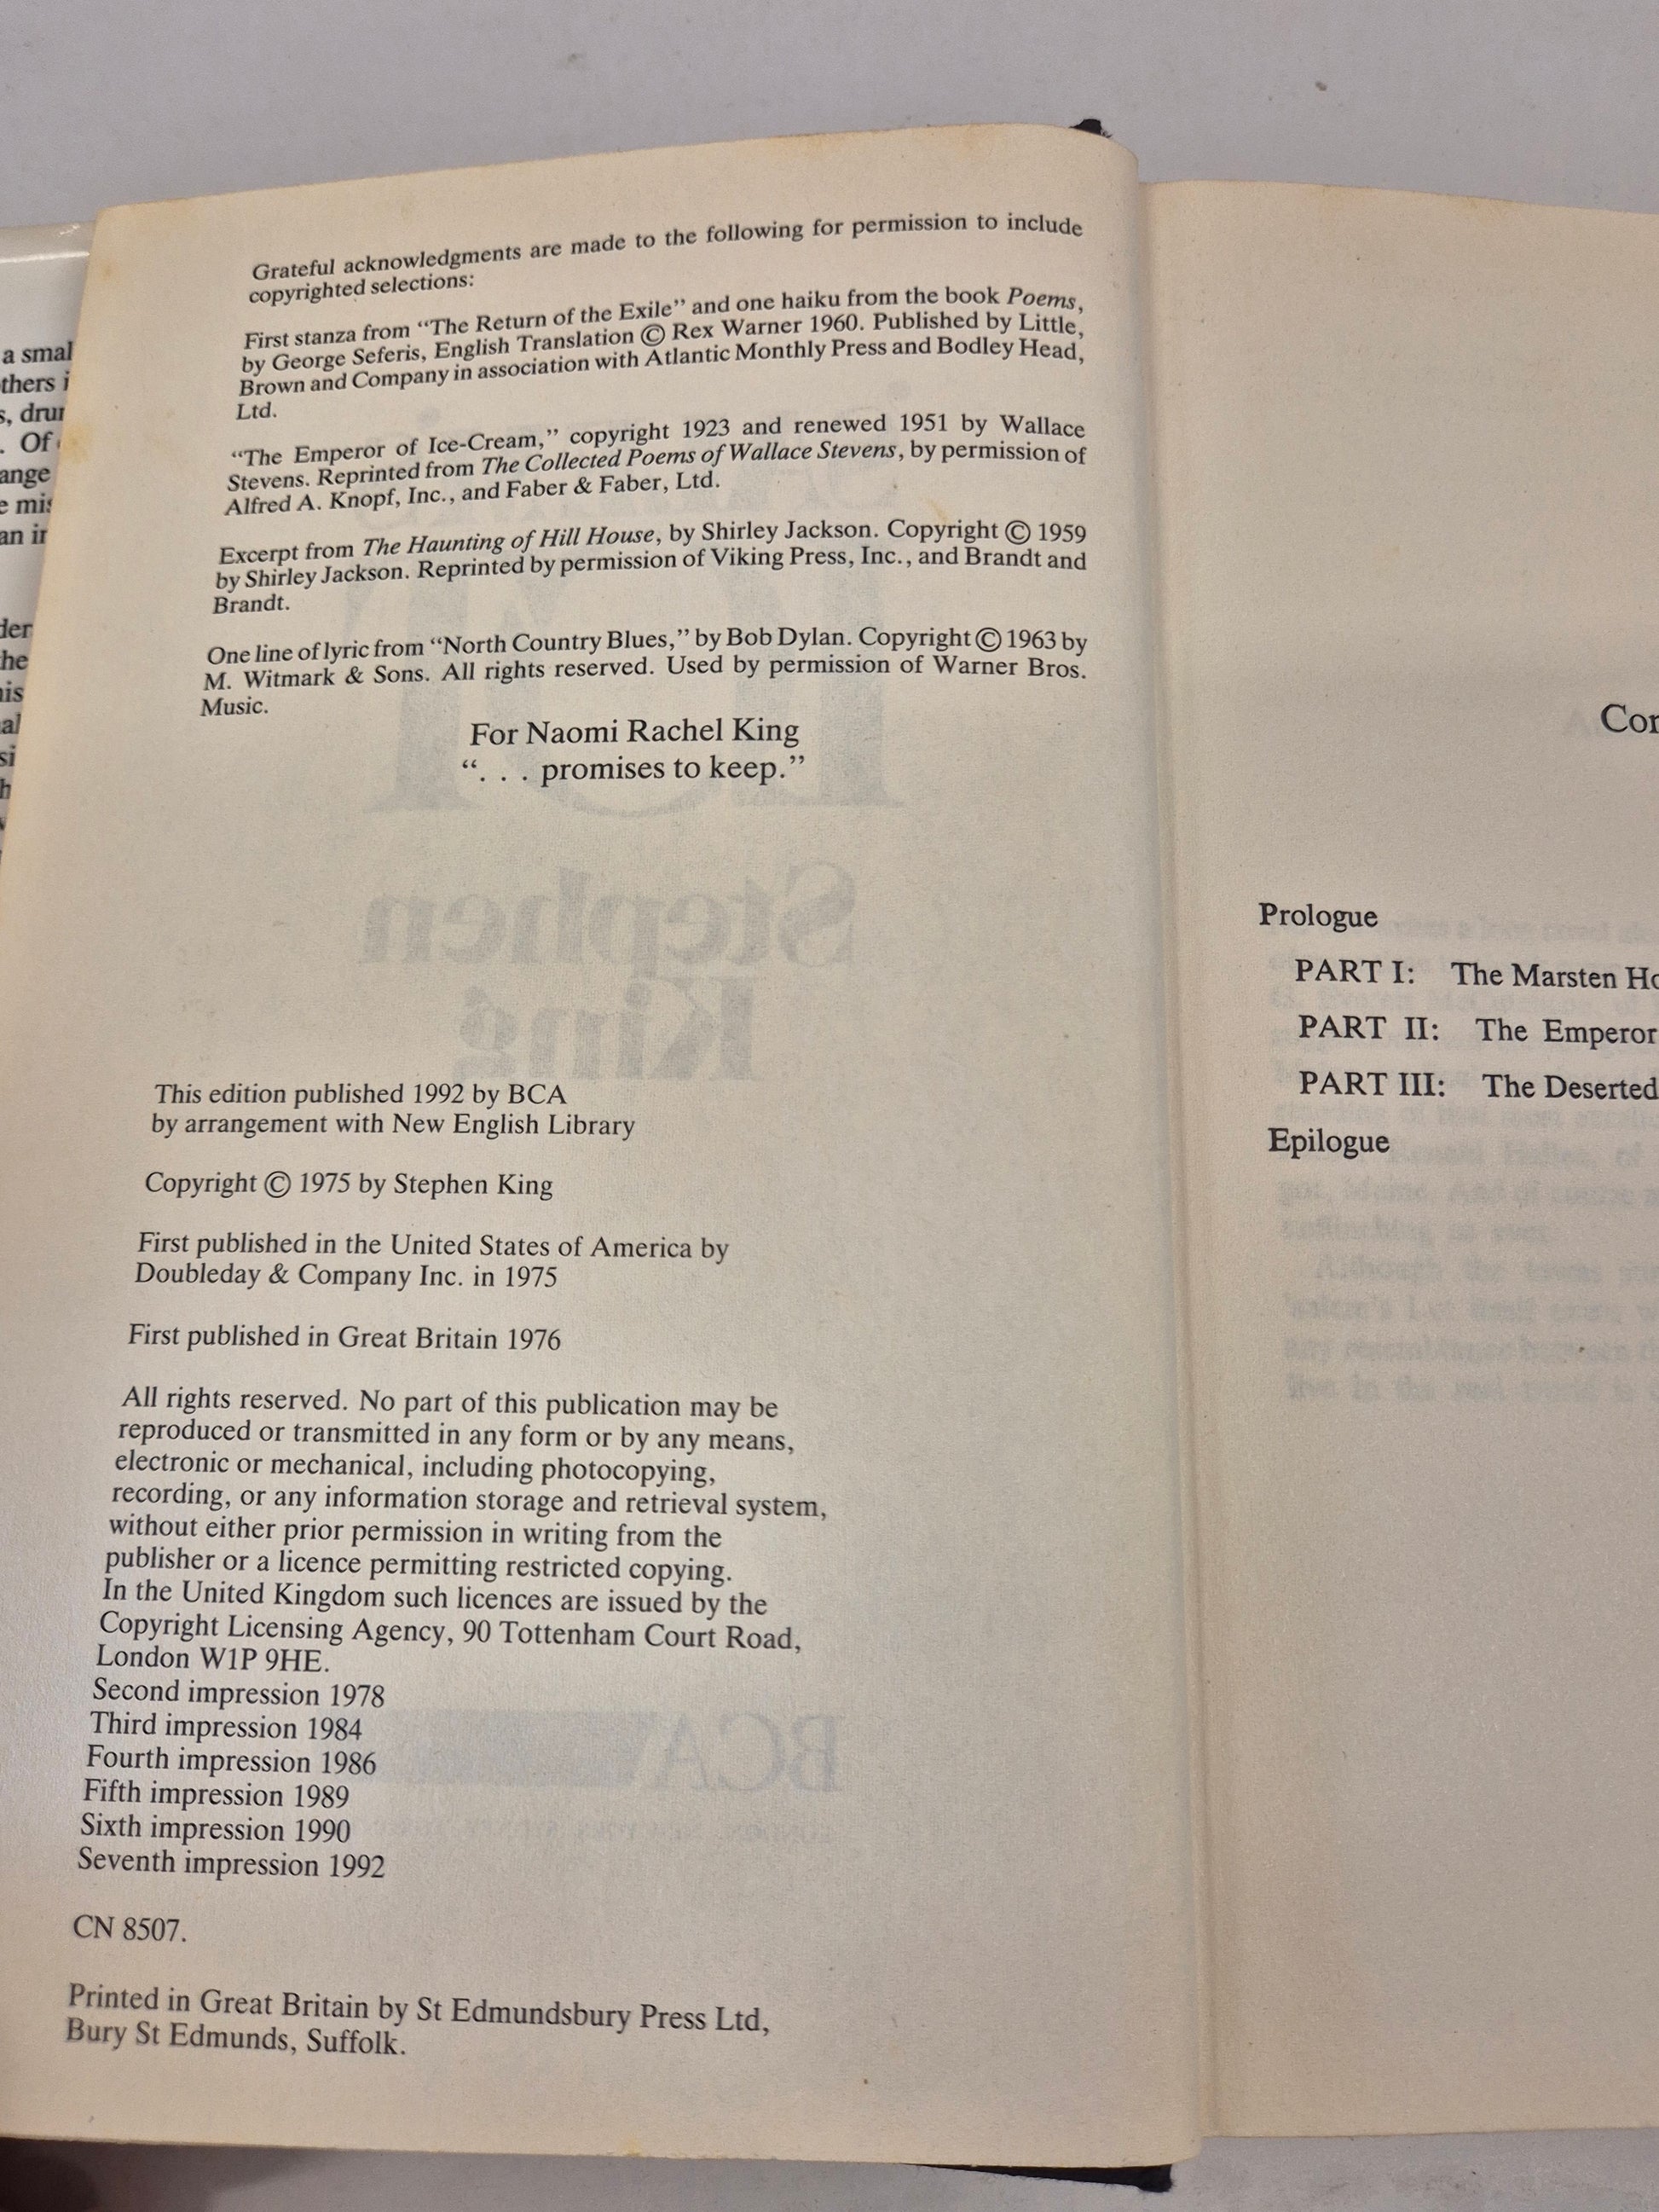 Grateful acknowledgments are made to the following for permission to include
copyrighted selections:
First stanza from “The Return of the Exile” and one haiku from the book Poems,
by George Seferis, English Translation © Rex Warner 1960. Published by Little,
Brown and Company in association with Atlantic Monthly Press and Bodley Head,
Ltd.
“The Emperor of Ice-Cream,” copyright 1923 and renewed 1951 by Wallace
Stevens. Reprinted from The Collected Poems of Wallace Stevens, by permission of
Alfred A. Knopf, Inc., and Faber & Faber, Ltd.
Excerpt from The Haunting of Hill House, by Shirley Jackson. Copyright © 1959
by Shirley Jackson. Reprinted by permission of Viking Press, Inc., and Brandt and
Brandt.
One line of lyric from “North Country Blues,” by Bob Dylan. Copyright © 1963 by
M. Witmark & Sons. All rights reserved. Used by permission of Warner Bros.
Music.
For Naomi Rachel King
“. . . promises to keep.”
This edition published 1992 by BCA
by arrangement with New English Library
Copyright © 1975 by Stephen King
First published in the United States of America by
Doubleday & Company Inc. in 1975
First published in Great Britain 1976
All rights reserved. No part of this publication may be
reproduced or transmitted in any form or by any means,
electronic or mechanical, including photocopying,
recording, or any information storage and retrieval system,
without either prior permission in writing from the
publisher or a licence permitting restricted copying.
In the United Kingdom such licences are issued by the
Copyright Licensing Agency, 90 Tottenham Court Road,
London W1P 9HE.
Second impression 1978
Third impression 1984
Fourth impression 1986
Fifth impression 1989
Sixth impression 1990
Seventh impression 1992
CN 8507.
Printed in Great Britain by St Edmundsbury Press Ltd,
Bury St Edmunds, Suffolk.
Prologue
PART I: The Marsten
PART II: The Emperor
PART III: The Deserted
Epilogue